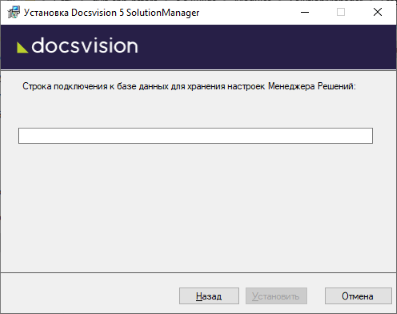 Установка Docsvision 5 SolutionManager
docsvision
Строка подключения к базе данных для хранения настроек Менеджера Решений:
Назад
Установить
Отмена